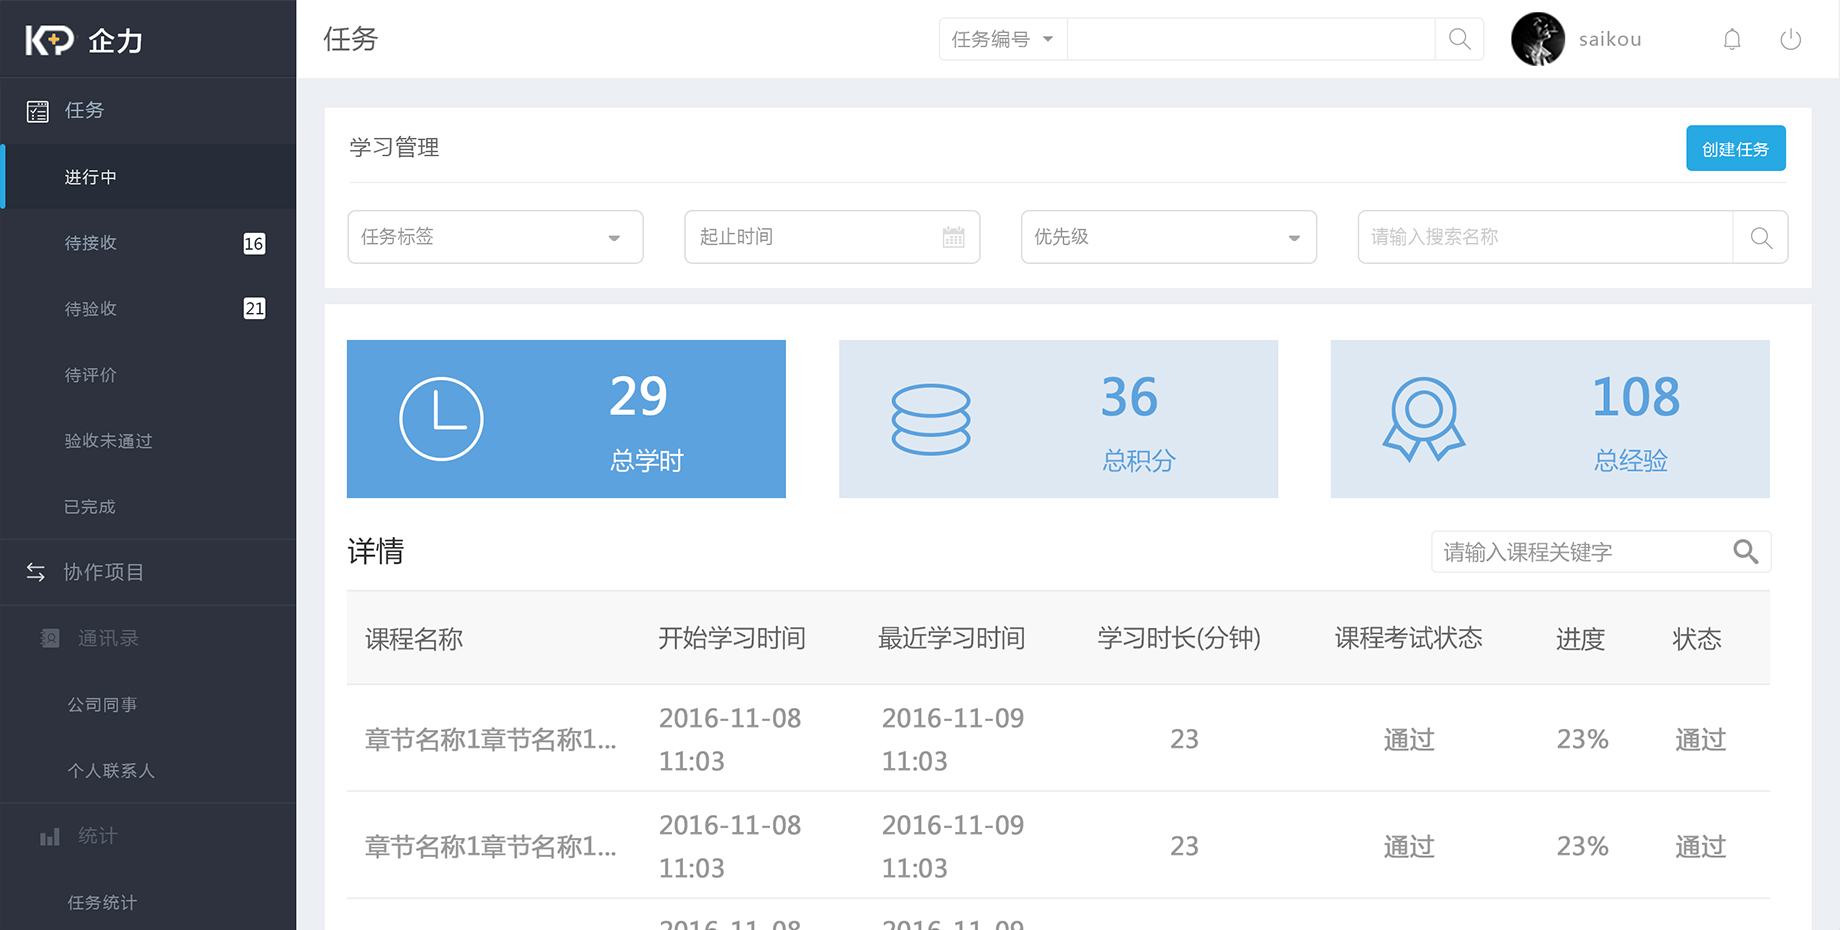 KP 企力
任务
任务编号
saikou
任务
进行中
待接收 16
待验收 21
待评价
验收未通过
已完成
协作项目
通讯录
公司同事
个人联系人
统计
任务统计
学习管理
创建任务
任务标签
起止时间
优先级
请输入搜索名称
29
总学时
36
总积分
108
总经验
详情
请输入课程关键字
课程名称 开始学习时间 最近学习时间 学习时长(分钟) 课程考试状态 进度 状态
章节名称1章节名称1... 2016-11-08 11:03 2016-11-09 11:03 23 通过 23% 通过
章节名称1章节名称1... 2016-11-08 11:03 2016-11-09 11:03 23 通过 23% 通过
2016-11-08 2016-11-09